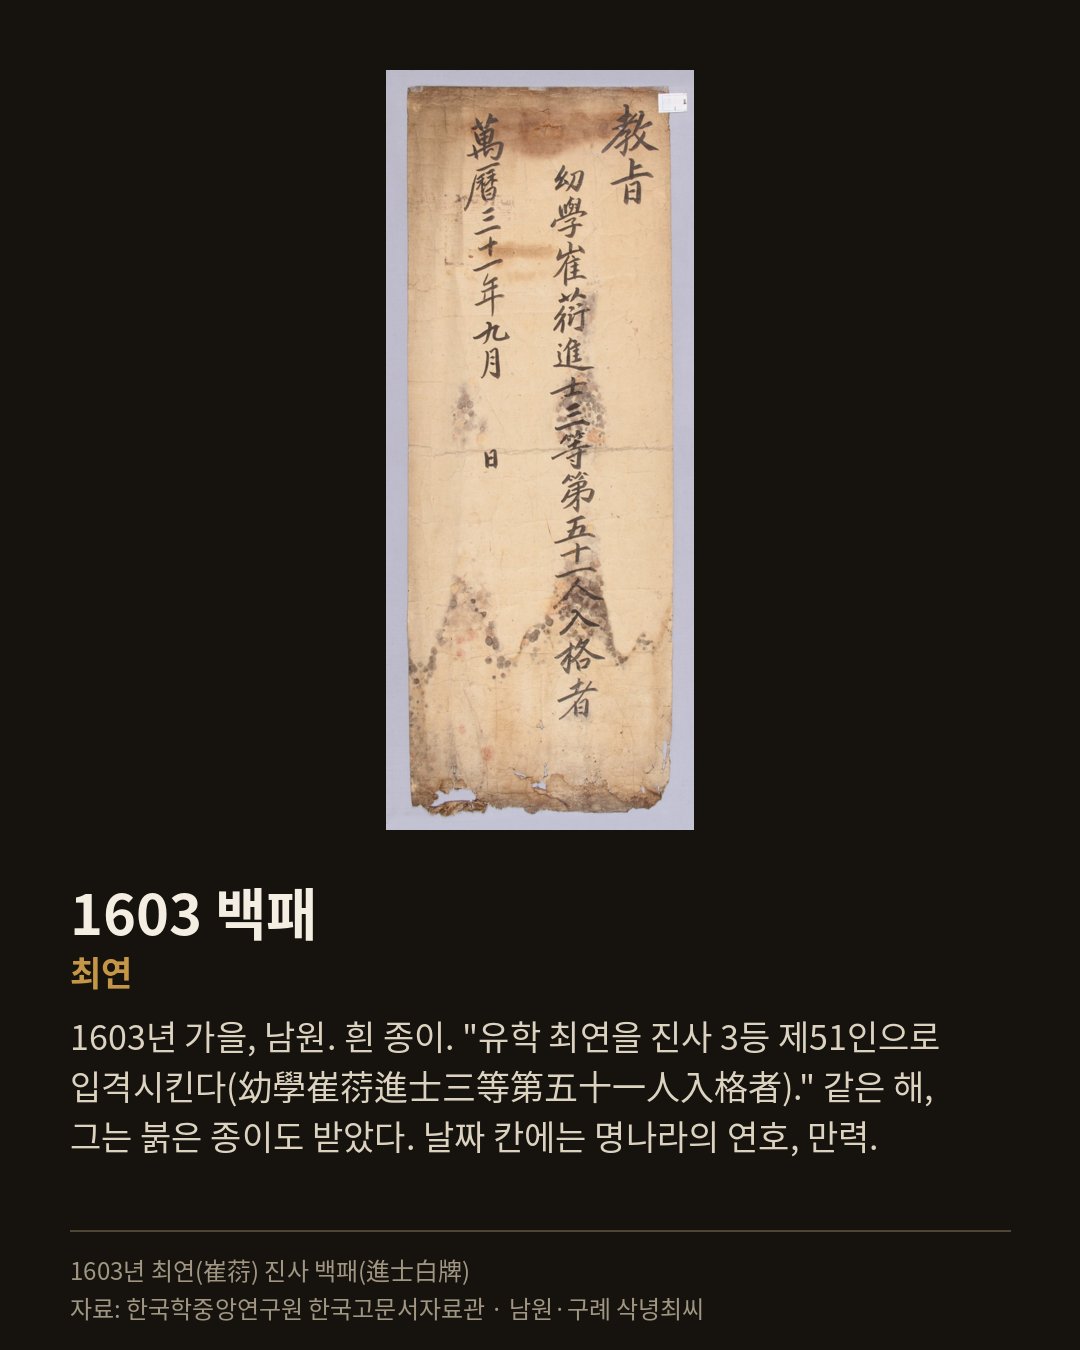 教旨
幼學崔葕進士三等第五十一人入格者
萬曆三十一年九月 日
1603 백패
최연
1603년 가을, 남원. 흰 종이. "유학 최연을 진사 3등 제51인으로
입격시킨다(幼學崔葕進士三等第五十一人入格者)." 같은 해,
그는 붉은 종이도 받았다. 날짜 칸에는 명나라의 연호, 만력.
1603년 최연(崔葕) 진사 백패(進士白牌)
자료: 한국학중앙연구원 한국고문서자료관 · 남원·구례 삭녕최씨